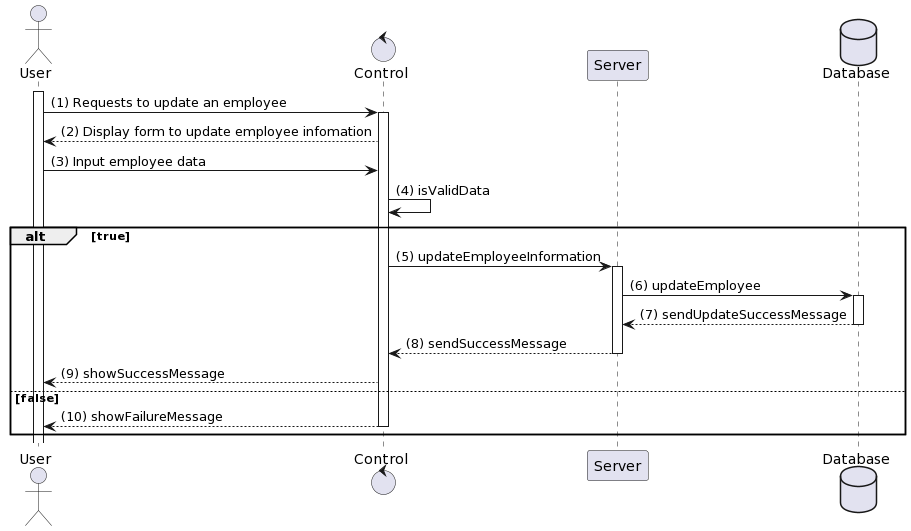 User
Control
Server
Database
(1) Requests to update an employee
(2) Display form to update employee infomation
(3) Input employee data
(4) isValidData
alt [true]
(5) updateEmployeeInformation
(6) updateEmployee
(7) sendUpdateSuccessMessage
(8) sendSuccessMessage
(9) showSuccessMessage
[false]
(10) showFailureMessage
User
Control
Server
Database